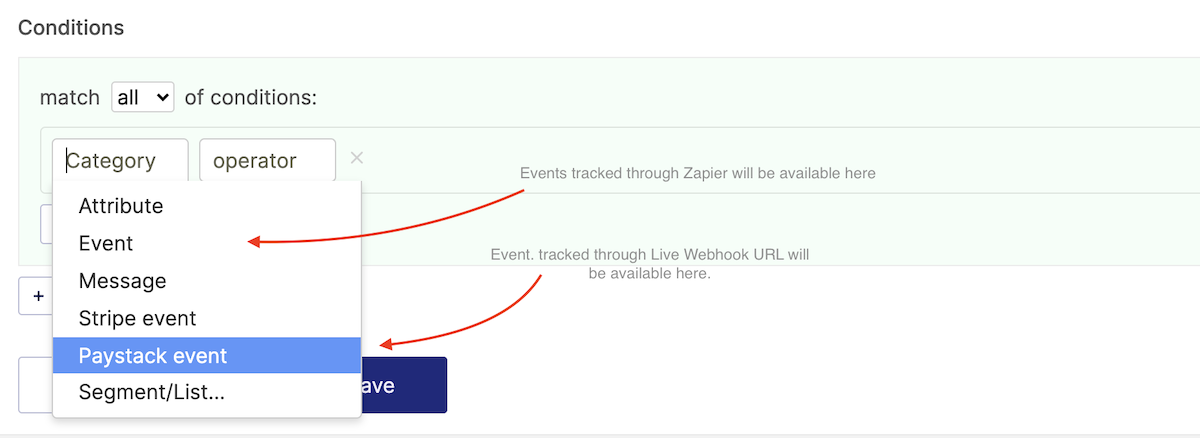 Conditions
match all of conditions:
Category operator ×
Events tracked through Zapier will be available here
Attribute
Event
Message
Stripe event
Paystack event
Segment/List...
Event. tracked through Live Webhook URL will
be available here.
+
ave